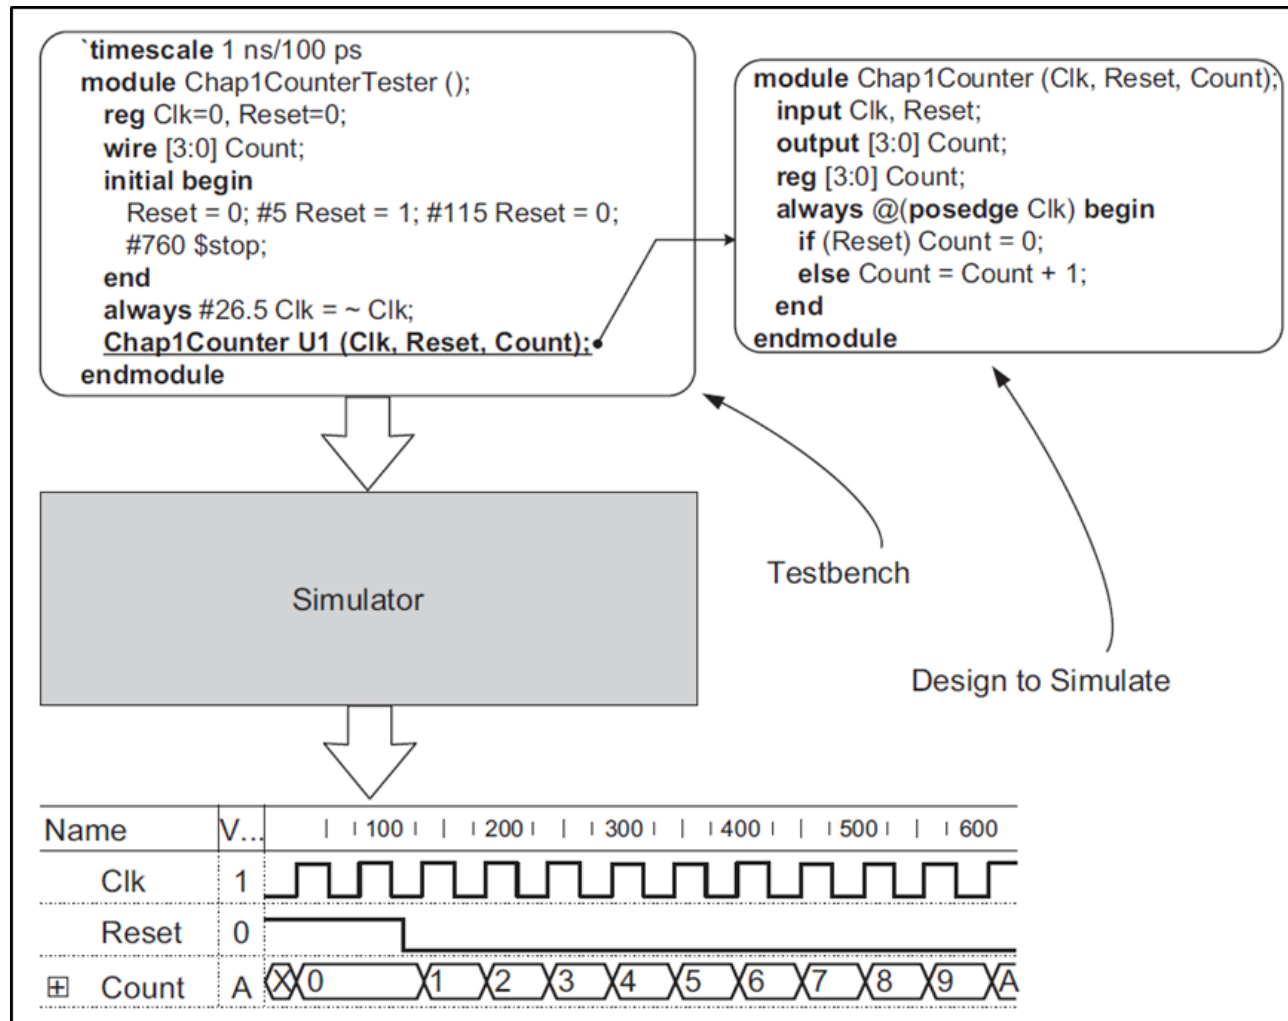 `timescale 1 ns/100 ps
module Chap1CounterTester ();
reg Clk=0, Reset=0;
wire [3:0] Count;
initial begin
Reset = 0; #5 Reset = 1; #115 Reset = 0;
#760 $stop;
end
always #26.5 Clk = ~ Clk;
Chap1Counter U1 (Clk, Reset, Count);
endmodule
module Chap1Counter (Clk, Reset, Count);
input Clk, Reset;
output [3:0] Count;
reg [3:0] Count;
always @(posedge Clk) begin
if (Reset) Count = 0;
else Count = Count + 1;
end
endmodule
Simulator
Testbench
Design to Simulate
Name V... 100 200 300 400 500 600
Clk 1
Reset 0
Count A X 0 1 2 3 4 5 6 7 8 9 A